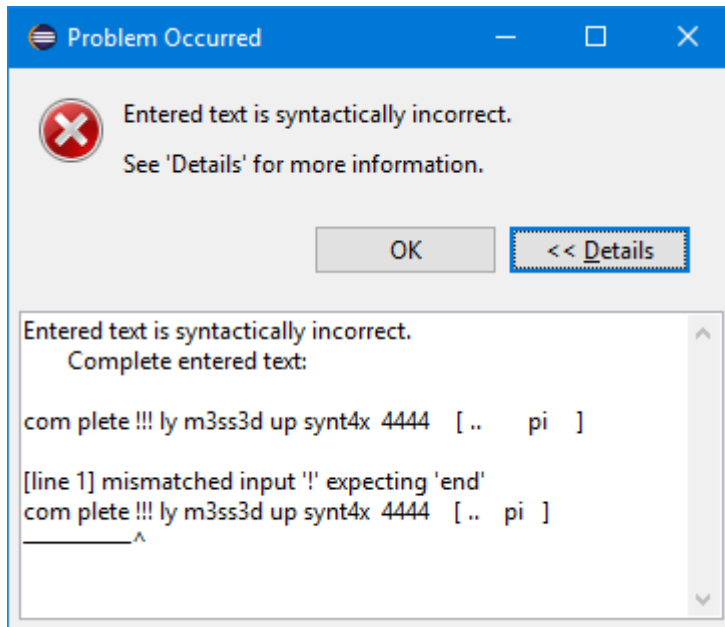 Problem Occurred
Entered text is syntactically incorrect.
See 'Details' for more information.
OK
<< Details
Entered text is syntactically incorrect.
Complete entered text:
com plete !!! ly m3ss3d up synt4x 4444 [ .. pi ]
[line 1] mismatched input '!' expecting 'end'
com plete !!! ly m3ss3d up synt4x 4444 [ .. pi ]
________^